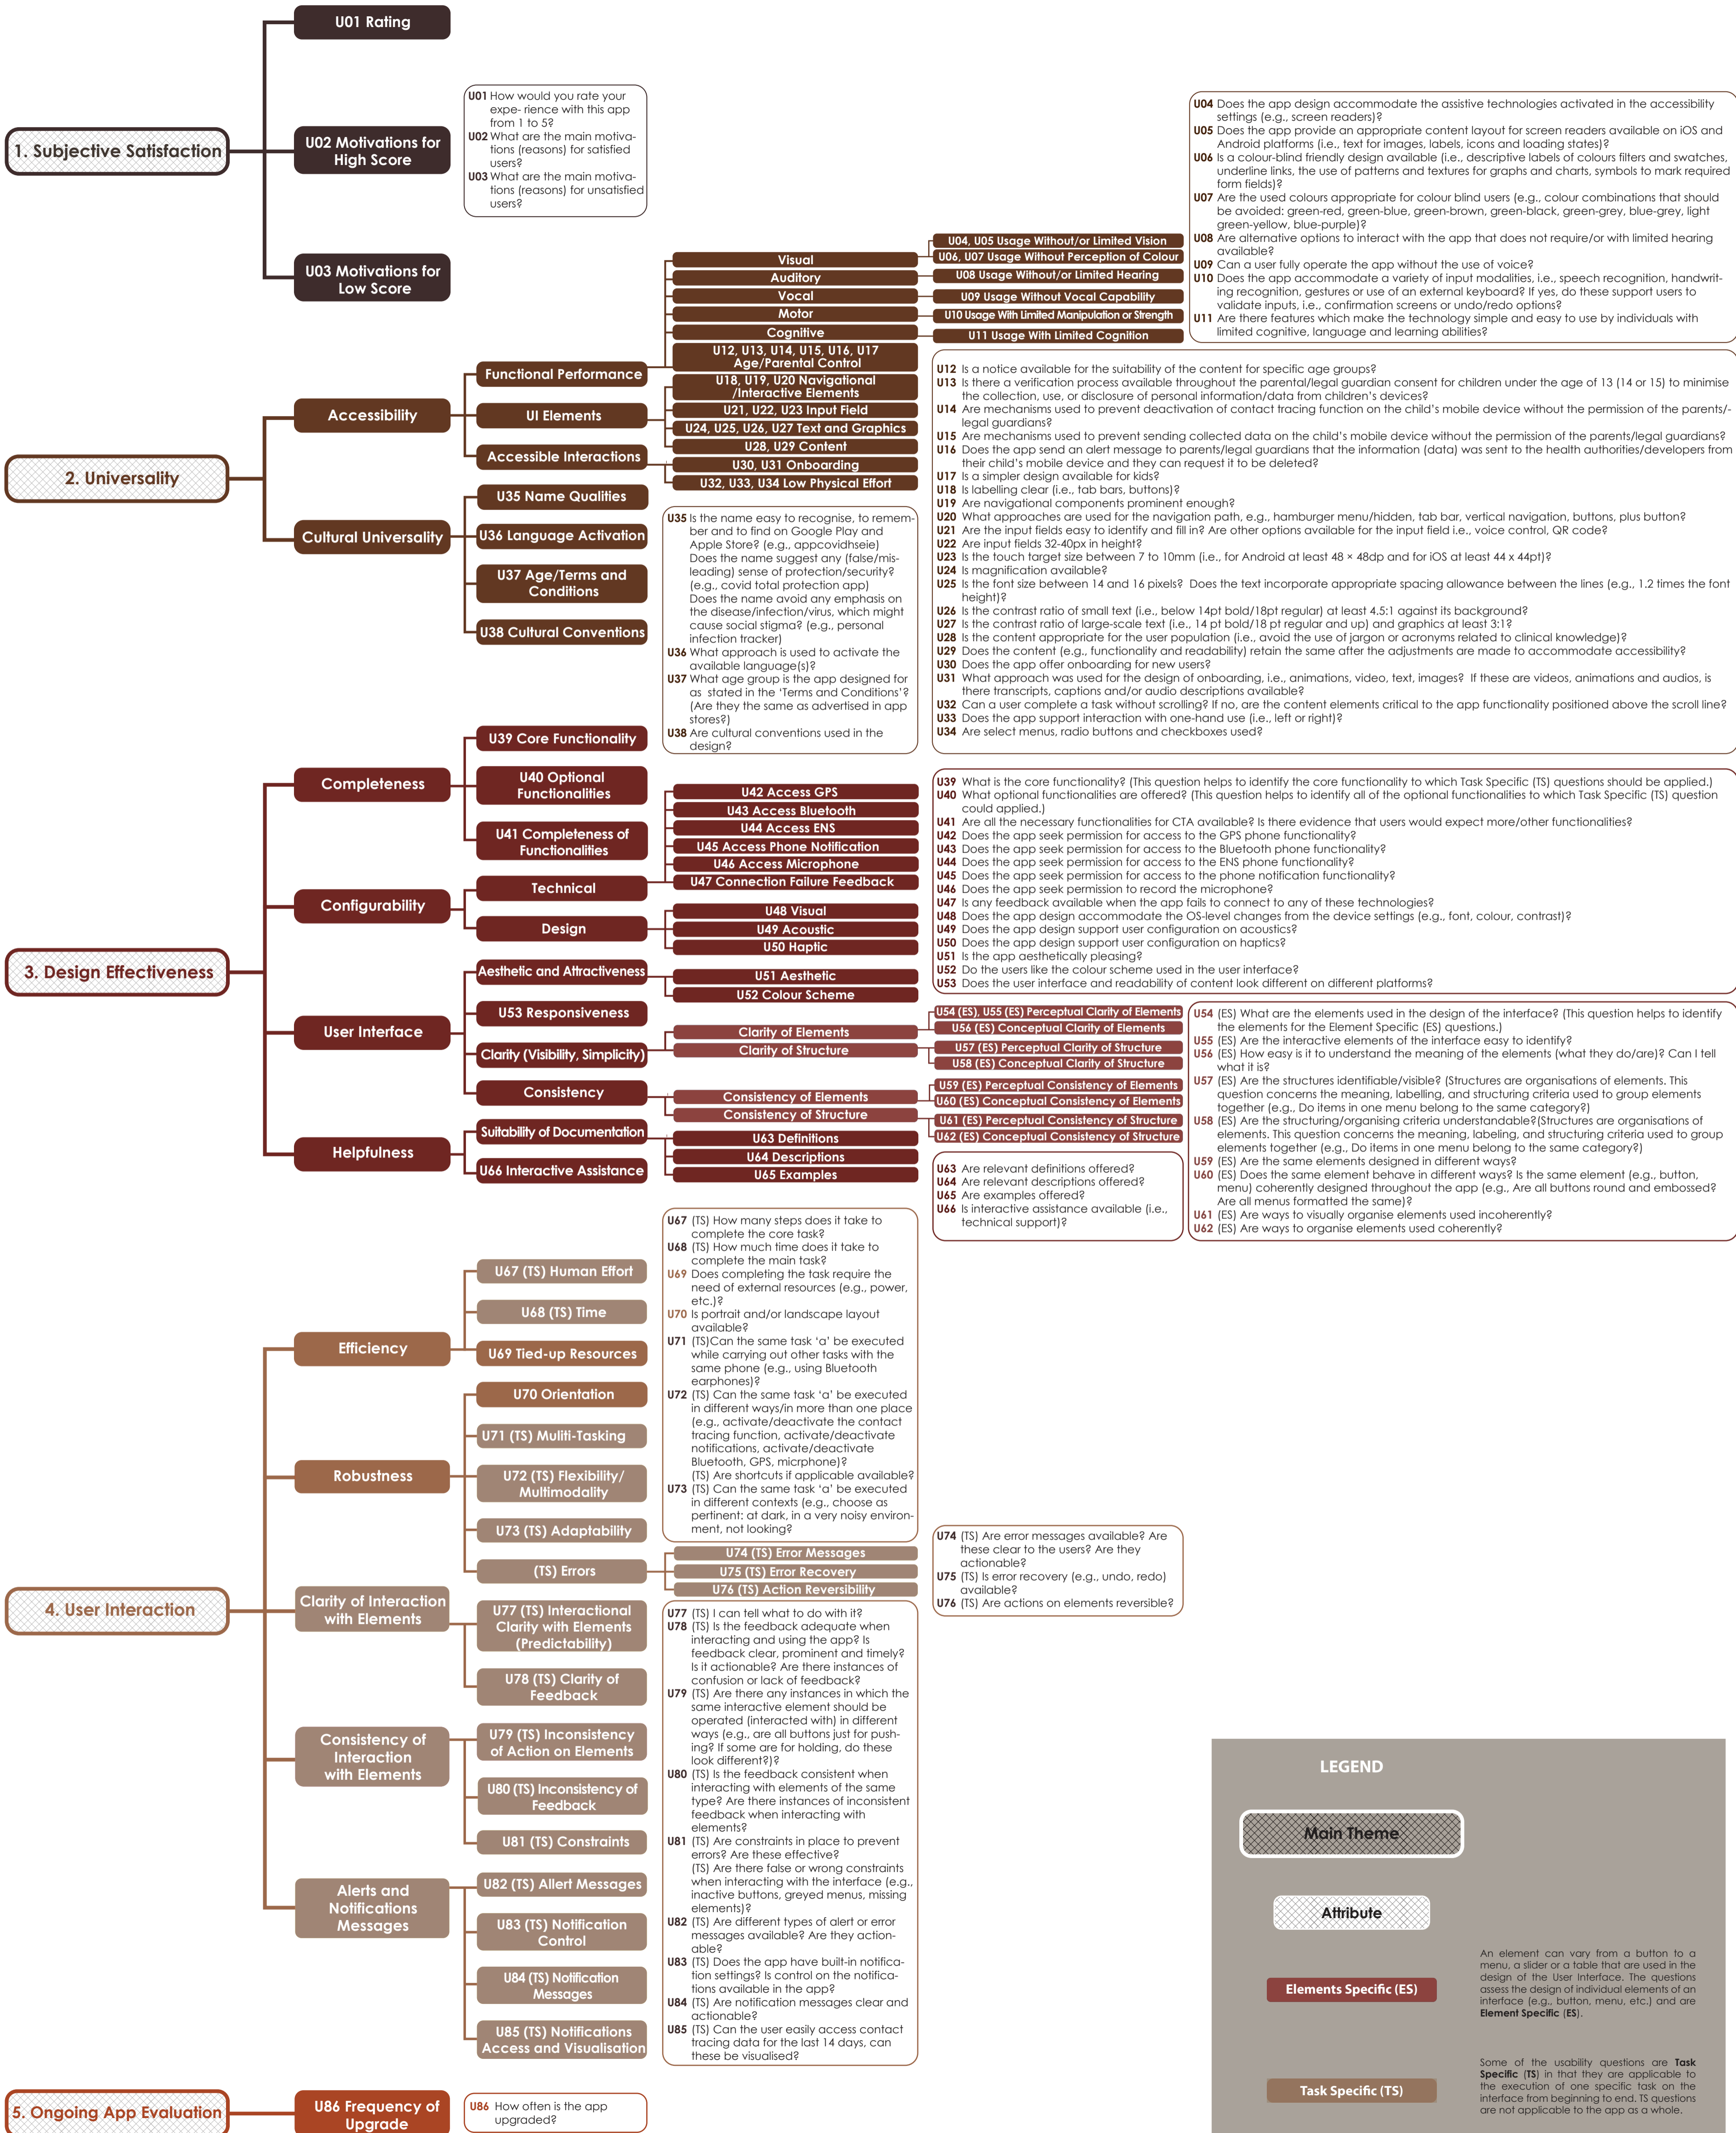 U01 Rating
1. Subjective Satisfaction
U02 Motivations for
High Score
U03 Motivations for
Low Score
U01 How would you rate your
expe- rience with this app
from 1 to 5?
U02 What are the main motiva-
tions (reasons) for satisfied
users?
U03 What are the main motiva-
tions (reasons) for unsatisfied
users?
2. Universality
Accessibility
Functional Performance
Visual
U04, U05 Usage Without/or Limited Vision
U06, U07 Usage Without Perception of Colour
Auditory
U08 Usage Without/or Limited Hearing
Vocal
U09 Usage Without Vocal Capability
Motor
U10 Usage With Limited Manipulation or Strength
Cognitive
U11 Usage With Limited Cognition
U12, U13, U14, U15, U16, U17
Age/Parental Control
UI Elements
U18, U19, U20 Navigational
/Interactive Elements
U21, U22, U23 Input Field
U24, U25, U26, U27 Text and Graphics
U28, U29 Content
Accessible Interactions
U30, U31 Onboarding
U32, U33, U34 Low Physical Effort
Cultural Universality
U35 Name Qualities
U36 Language Activation
U37 Age/Terms and
Conditions
U38 Cultural Conventions
U04 Does the app design accommodate the assistive technologies activated in the accessibility
settings (e.g., screen readers)?
U05 Does the app provide an appropriate content layout for screen readers available on iOS and
Android platforms (i.e., text for images, labels, icons and loading states)?
U06 Is a colour-blind friendly design available (i.e., descriptive labels of colours filters and swatches,
underline links, the use of patterns and textures for graphs and charts, symbols to mark required
form fields)?
U07 Are the used colours appropriate for colour blind users (e.g., colour combinations that should
be avoided: green-red, green-blue, green-brown, green-black, green-grey, blue-grey, light
green-yellow, blue-purple)?
U08 Are alternative options to interact with the app that does not require/or with limited hearing
available?
U09 Can a user fully operate the app without the use of voice?
U10 Does the app accommodate a variety of input modalities, i.e., speech recognition, handwrit-
ing recognition, gestures or use of an external keyboard? If yes, do these support users to
validate inputs, i.e., confirmation screens or undo/redo options?
U11 Are there features which make the technology simple and easy to use by individuals with
limited cognitive, language and learning abilities?
U12 Is a notice available for the suitability of the content for specific age groups?
U13 Is there a verification process available throughout the parental/legal guardian consent for children under the age of 13 (14 or 15) to minimise
the collection, use, or disclosure of personal information/data from children's devices?
U14 Are mechanisms used to prevent deactivation of contact tracing function on the child's mobile device without the permission of the parents/-
legal guardians?
U15 Are mechanisms used to prevent sending collected data on the child's mobile device without the permission of the parents/legal guardians?
U16 Does the app send an alert message to parents/legal guardians that the information (data) was sent to the health authorities/developers from
their child's mobile device and they can request it to be deleted?
U17 Is a simpler design available for kids?
U18 Is labelling clear (i.e., tab bars, buttons)?
U19 Are navigational components prominent enough?
U20 What approaches are used for the navigation path, e.g., hamburger menu/hidden, tab bar, vertical navigation, buttons, plus button?
U21 Are the input fields easy to identify and fill in? Are other options available for the input field i.e., voice control, QR code?
U22 Are input fields 32-40px in height?
U23 Is the touch target size between 7 to 10mm (i.e., for Android at least 48 × 48dp and for iOS at least 44 x 44pt)?
U24 Is magnification available?
U25 Is the font size between 14 and 16 pixels? Does the text incorporate appropriate spacing allowance between the lines (e.g., 1.2 times the font
height)?
U26 Is the contrast ratio of small text (i.e., below 14pt bold/18pt regular) at least 4.5:1 against its background?
U27 Is the contrast ratio of large-scale text (i.e., 14 pt bold/18 pt regular and up) and graphics at least 3:1?
U28 Is the content appropriate for the user population (i.e., avoid the use of jargon or acronyms related to clinical knowledge)?
U29 Does the content (e.g., functionality and readability) retain the same after the adjustments are made to accommodate accessibility?
U30 Does the app offer onboarding for new users?
U31 What approach was used for the design of onboarding, i.e., animations, video, text, images? If these are videos, animations and audios, is
there transcripts, captions and/or audio descriptions available?
U32 Can a user complete a task without scrolling? If no, are the content elements critical to the app functionality positioned above the scroll line?
U33 Does the app support interaction with one-hand use (i.e., left or right)?
U34 Are select menus, radio buttons and checkboxes used?
U35 Is the name easy to recognise, to remem-
ber and to find on Google Play and
Apple Store? (e.g., appcovidhseie)
Does the name suggest any (false/mis-
leading) sense of protection/security?
(e.g., covid total protection app)
Does the name avoid any emphasis on
the disease/infection/virus, which might
cause social stigma? (e.g., personal
infection tracker)
U36 What approach is used to activate the
available language(s)?
U37 What age group is the app designed for
as stated in the 'Terms and Conditions'?
(Are they the same as advertised in app
stores?)
U38 Are cultural conventions used in the
design?
3. Design Effectiveness
Completeness
U39 Core Functionality
U40 Optional
Functionalities
U41 Completeness of
Functionalities
Configurability
Technical
U42 Access GPS
U43 Access Bluetooth
U44 Access ENS
U45 Access Phone Notification
U46 Access Microphone
U47 Connection Failure Feedback
Design
U48 Visual
U49 Acoustic
U50 Haptic
User Interface
Aesthetic and Attractiveness
U51 Aesthetic
U52 Colour Scheme
U53 Responsiveness
Clarity (Visibility, Simplicity)
Clarity of Elements
U54 (ES), U55 (ES) Perceptual Clarity of Elements
U56 (ES) Conceptual Clarity of Elements
Clarity of Structure
U57 (ES) Perceptual Clarity of Structure
U58 (ES) Conceptual Clarity of Structure
Consistency
Consistency of Elements
U59 (ES) Perceptual Consistency of Elements
U60 (ES) Conceptual Consistency of Elements
Consistency of Structure
U61 (ES) Perceptual Consistency of Structure
U62 (ES) Conceptual Consistency of Structure
Helpfulness
Suitability of Documentation
U63 Definitions
U64 Descriptions
U65 Examples
U66 Interactive Assistance
U39 What is the core functionality? (This question helps to identify the core functionality to which Task Specific (TS) questions should be applied.)
U40 What optional functionalities are offered? (This question helps to identify all of the optional functionalities to which Task Specific (TS) question
could applied.)
U41 Are all the necessary functionalities for CTA available? Is there evidence that users would expect more/other functionalities?
U42 Does the app seek permission for access to the GPS phone functionality?
U43 Does the app seek permission for access to the Bluetooth phone functionality?
U44 Does the app seek permission for access to the ENS phone functionality?
U45 Does the app seek permission for access to the phone notification functionality?
U46 Does the app seek permission to record the microphone?
U47 Is any feedback available when the app fails to connect to any of these technologies?
U48 Does the app design accommodate the OS-level changes from the device settings (e.g., font, colour, contrast)?
U49 Does the app design support user configuration on acoustics?
U50 Does the app design support user configuration on haptics?
U51 Is the app aesthetically pleasing?
U52 Do the users like the colour scheme used in the user interface?
U53 Does the user interface and readability of content look different on different platforms?
U54 (ES) What are the elements used in the design of the interface? (This question helps to identify
the elements for the Element Specific (ES) questions.)
U55 (ES) Are the interactive elements of the interface easy to identify?
U56 (ES) How easy is it to understand the meaning of the elements (what they do/are)? Can I tell
what it is?
U57 (ES) Are the structures identifiable/visible? (Structures are organisations of elements. This
question concerns the meaning, labelling, and structuring criteria used to group elements
together (e.g., Do items in one menu belong to the same category?)
U58 (ES) Are the structuring/organising criteria understandable?(Structures are organisations of
elements. This question concerns the meaning, labeling, and structuring criteria used to group
elements together (e.g., Do items in one menu belong to the same category?)
U59 (ES) Are the same elements designed in different ways?
U60 (ES) Does the same element behave in different ways? Is the same element (e.g., button,
menu) coherently designed throughout the app (e.g., Are all buttons round and embossed?
Are all menus formatted the same)?
U61 (ES) Are ways to visually organise elements used incoherently?
U62 (ES) Are ways to organise elements used coherently?
U63 Are relevant definitions offered?
U64 Are relevant descriptions offered?
U65 Are examples offered?
U66 Is interactive assistance available (i.e.,
technical support)?
4. User Interaction
Efficiency
U67 (TS) Human Effort
U68 (TS) Time
U69 Tied-up Resources
Robustness
U70 Orientation
U71 (TS) Muliti-Tasking
U72 (TS) Flexibility/
Multimodality
U73 (TS) Adaptability
(TS) Errors
U74 (TS) Error Messages
U75 (TS) Error Recovery
U76 (TS) Action Reversibility
Clarity of Interaction
with Elements
U77 (TS) Interactional
Clarity with Elements
(Predictability)
U78 (TS) Clarity of
Feedback
Consistency of
Interaction
with Elements
U79 (TS) Inconsistency
of Action on Elements
U80 (TS) Inconsistency of
Feedback
U81 (TS) Constraints
Alerts and
Notifications
Messages
U82 (TS) Allert Messages
U83 (TS) Notification
Control
U84 (TS) Notification
Messages
U85 (TS) Notifications
Access and Visualisation
U67 (TS) How many steps does it take to
complete the core task?
U68 (TS) How much time does it take to
complete the main task?
U69 Does completing the task require the
need of external resources (e.g., power,
etc.)?
U70 Is portrait and/or landscape layout
available?
U71 (TS)Can the same task 'a' be executed
while carrying out other tasks with the
same phone (e.g., using Bluetooth
earphones)?
U72 (TS) Can the same task 'a' be executed
in different ways/in more than one place
(e.g., activate/deactivate the contact
tracing function, activate/deactivate
notifications, activate/deactivate
Bluetooth, GPS, micrphone)?
(TS) Are shortcuts if applicable available?
U73 (TS) Can the same task 'a' be executed
in different contexts (e.g., choose as
pertinent: at dark, in a very noisy environ-
ment, not looking?
U74 (TS) Are error messages available? Are
these clear to the users? Are they
actionable?
U75 (TS) Is error recovery (e.g., undo, redo)
available?
U76 (TS) Are actions on elements reversible?
U77 (TS) I can tell what to do with it?
U78 (TS) Is the feedback adequate when
interacting and using the app? Is
feedback clear, prominent and timely?
Is it actionable? Are there instances of
confusion or lack of feedback?
U79 (TS) Are there any instances in which the
same interactive element should be
operated (interacted with) in different
ways (e.g., are all buttons just for push-
ing? If some are for holding, do these
look different?)?
U80 (TS) Is the feedback consistent when
interacting with elements of the same
type? Are there instances of inconsistent
feedback when interacting with
elements?
U81 (TS) Are constraints in place to prevent
errors? Are these effective?
(TS) Are there false or wrong constraints
when interacting with the interface (e.g.,
inactive buttons, greyed menus, missing
elements)?
U82 (TS) Are different types of alert or error
messages available? Are they action-
able?
U83 (TS) Does the app have built-in notifica-
tion settings? Is control on the notifica-
tions available in the app?
U84 (TS) Are notification messages clear and
actionable?
U85 (TS) Can the user easily access contact
tracing data for the last 14 days, can
these be visualised?
5. Ongoing App Evaluation
U86 Frequency of
Upgrade
U86 How often is the app
upgraded?
LEGEND
Main Theme
Attribute
Elements Specific (ES)
An element can vary from a button to a
menu, a slider or a table that are used in the
design of the User Interface. The questions
assess the design of individual elements of an
interface (e.g., button, menu, etc.) and are
Element Specific (ES).
Task Specific (TS)
Some of the usability questions are Task
Specific (TS) in that they are applicable to
the execution of one specific task on the
interface from beginning to end. TS questions
are not applicable to the app as a whole.